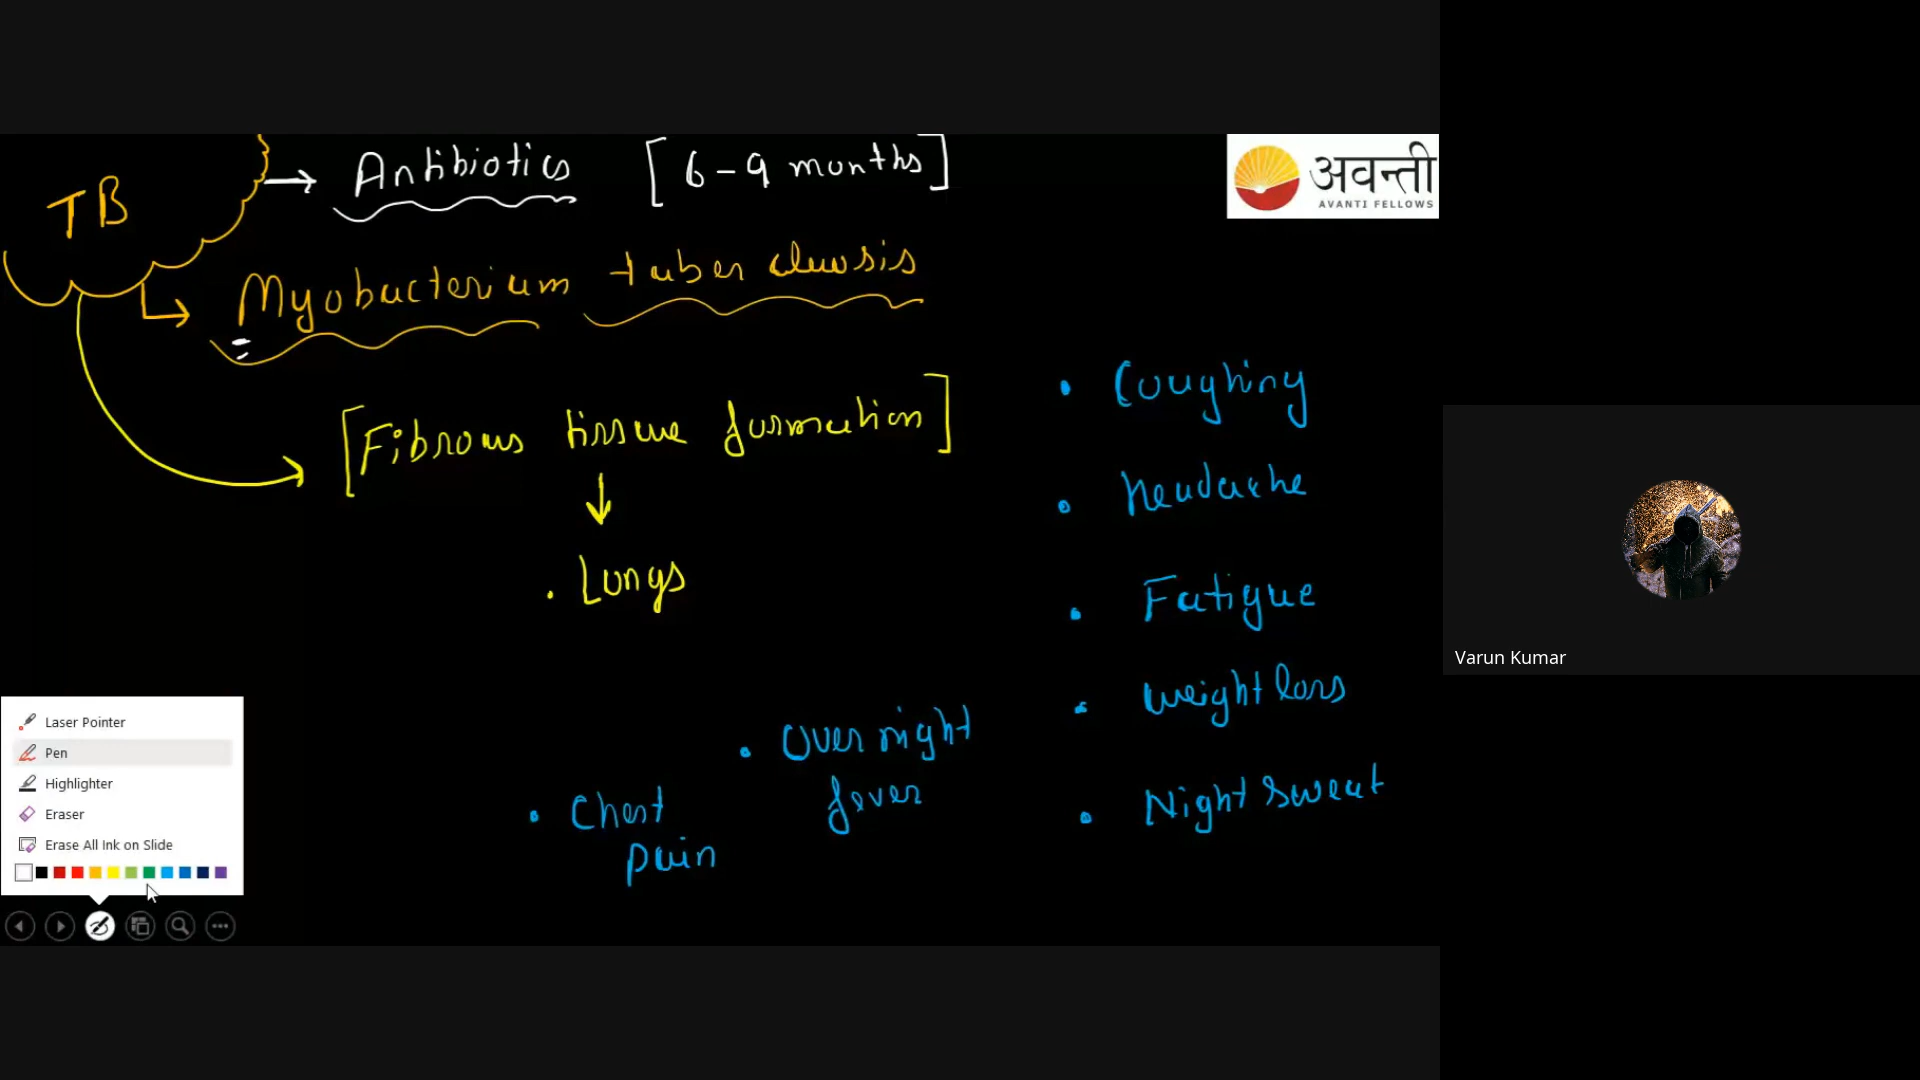 TB → Antibiotics [6-9 months]
अवन्ती
AVANTI FELLOWS
Myobacterium tubercluosis
[Fibrous tissue formation]
↓
. Lungs
• Coughing
• headache
• Fatigue
• weight loss
• Night sweat
• Over night
fever
• Chest
pain
Laser Pointer
Pen
Highlighter
Eraser
Erase All Ink on Slide
Varun Kumar